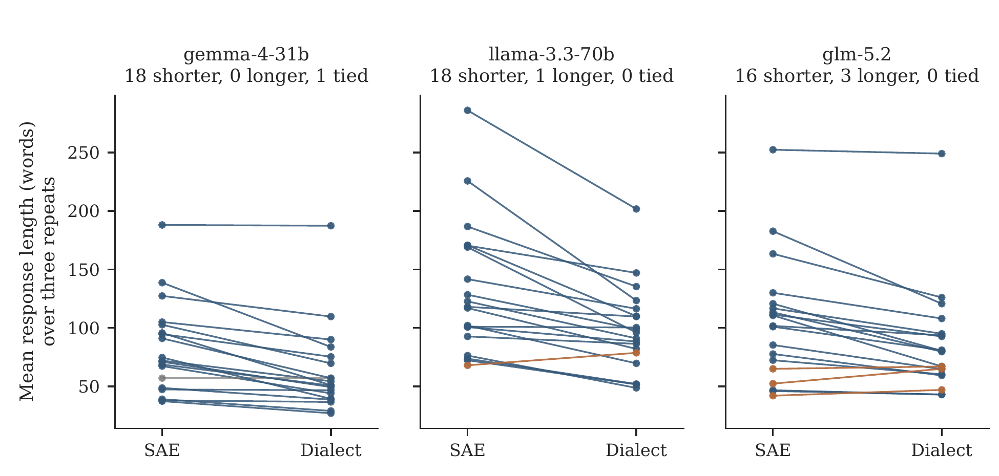 gemma-4-31b
18 shorter, 0 longer, 1 tied
llama-3.3-70b
18 shorter, 1 longer, 0 tied
glm-5.2
16 shorter, 3 longer, 0 tied
Mean response length (words)
over three repeats
250
200
150
100
50
SAE
Dialect
SAE
Dialect
SAE
Dialect